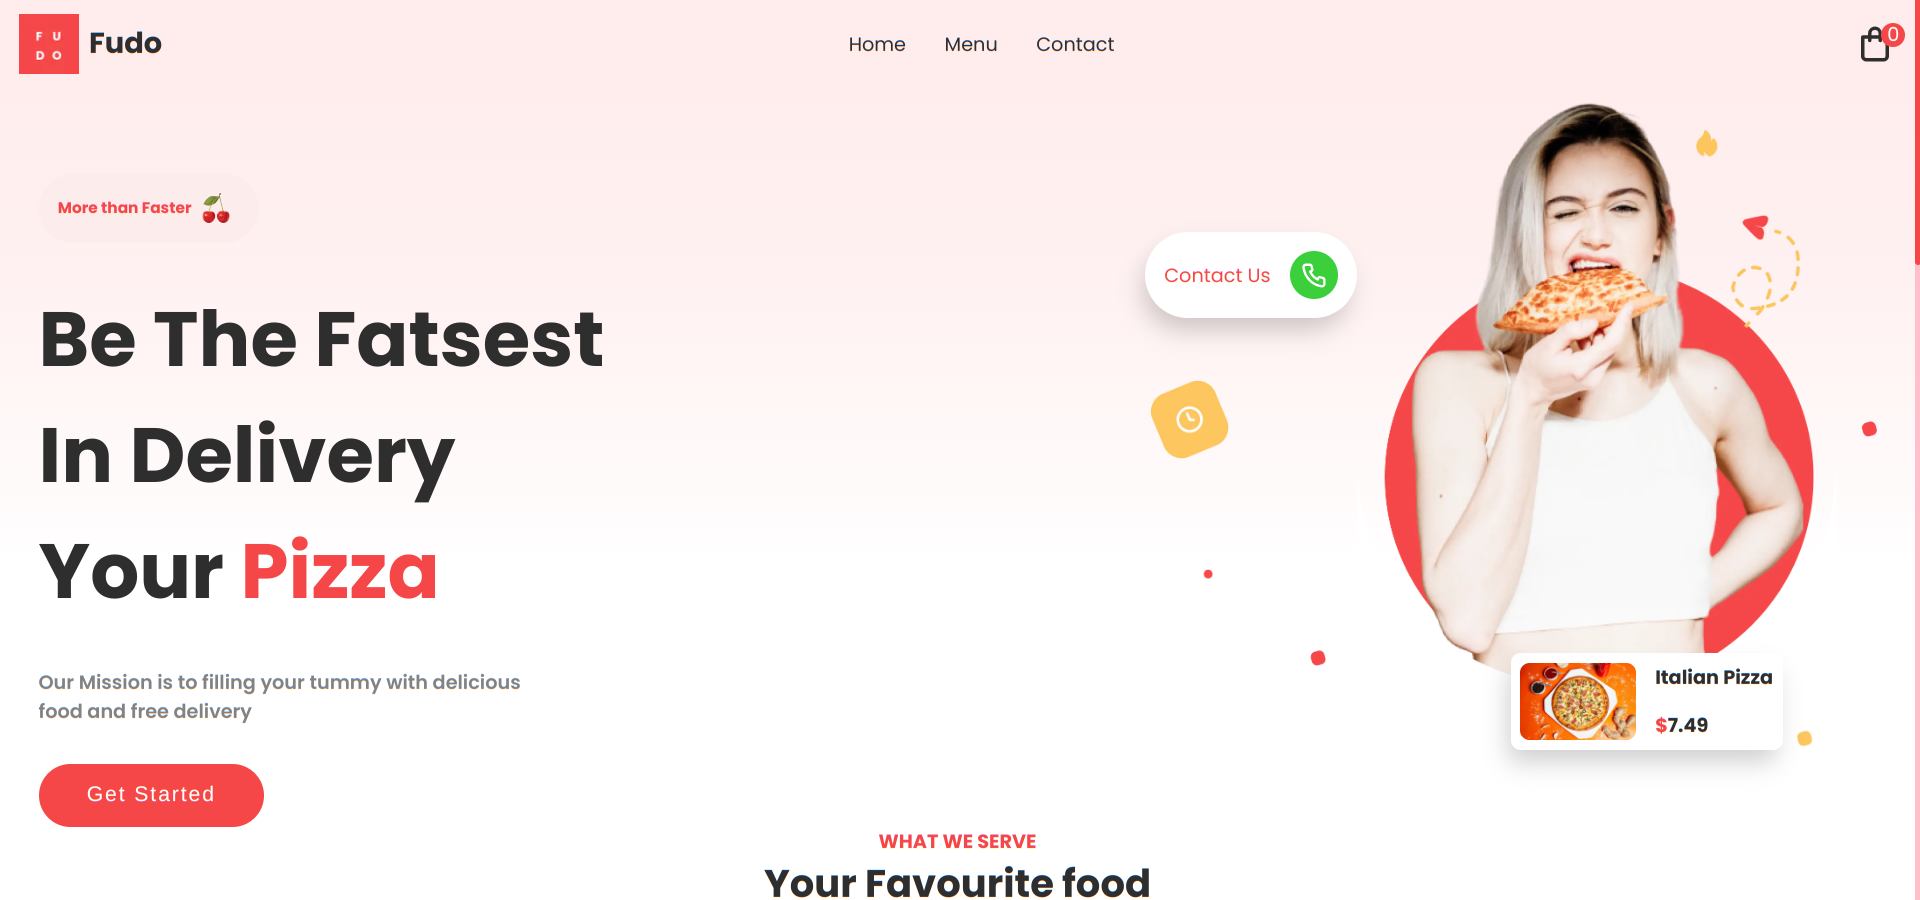 F U
D O
Fudo
Home
Menu
Contact
0
More than Faster
Be The Fatsest
In Delivery
Your Pizza
Our Mission is to filling your tummy with delicious
food and free delivery
Get Started
Contact Us
Italian Pizza
$7.49
WHAT WE SERVE
Your Favourite food